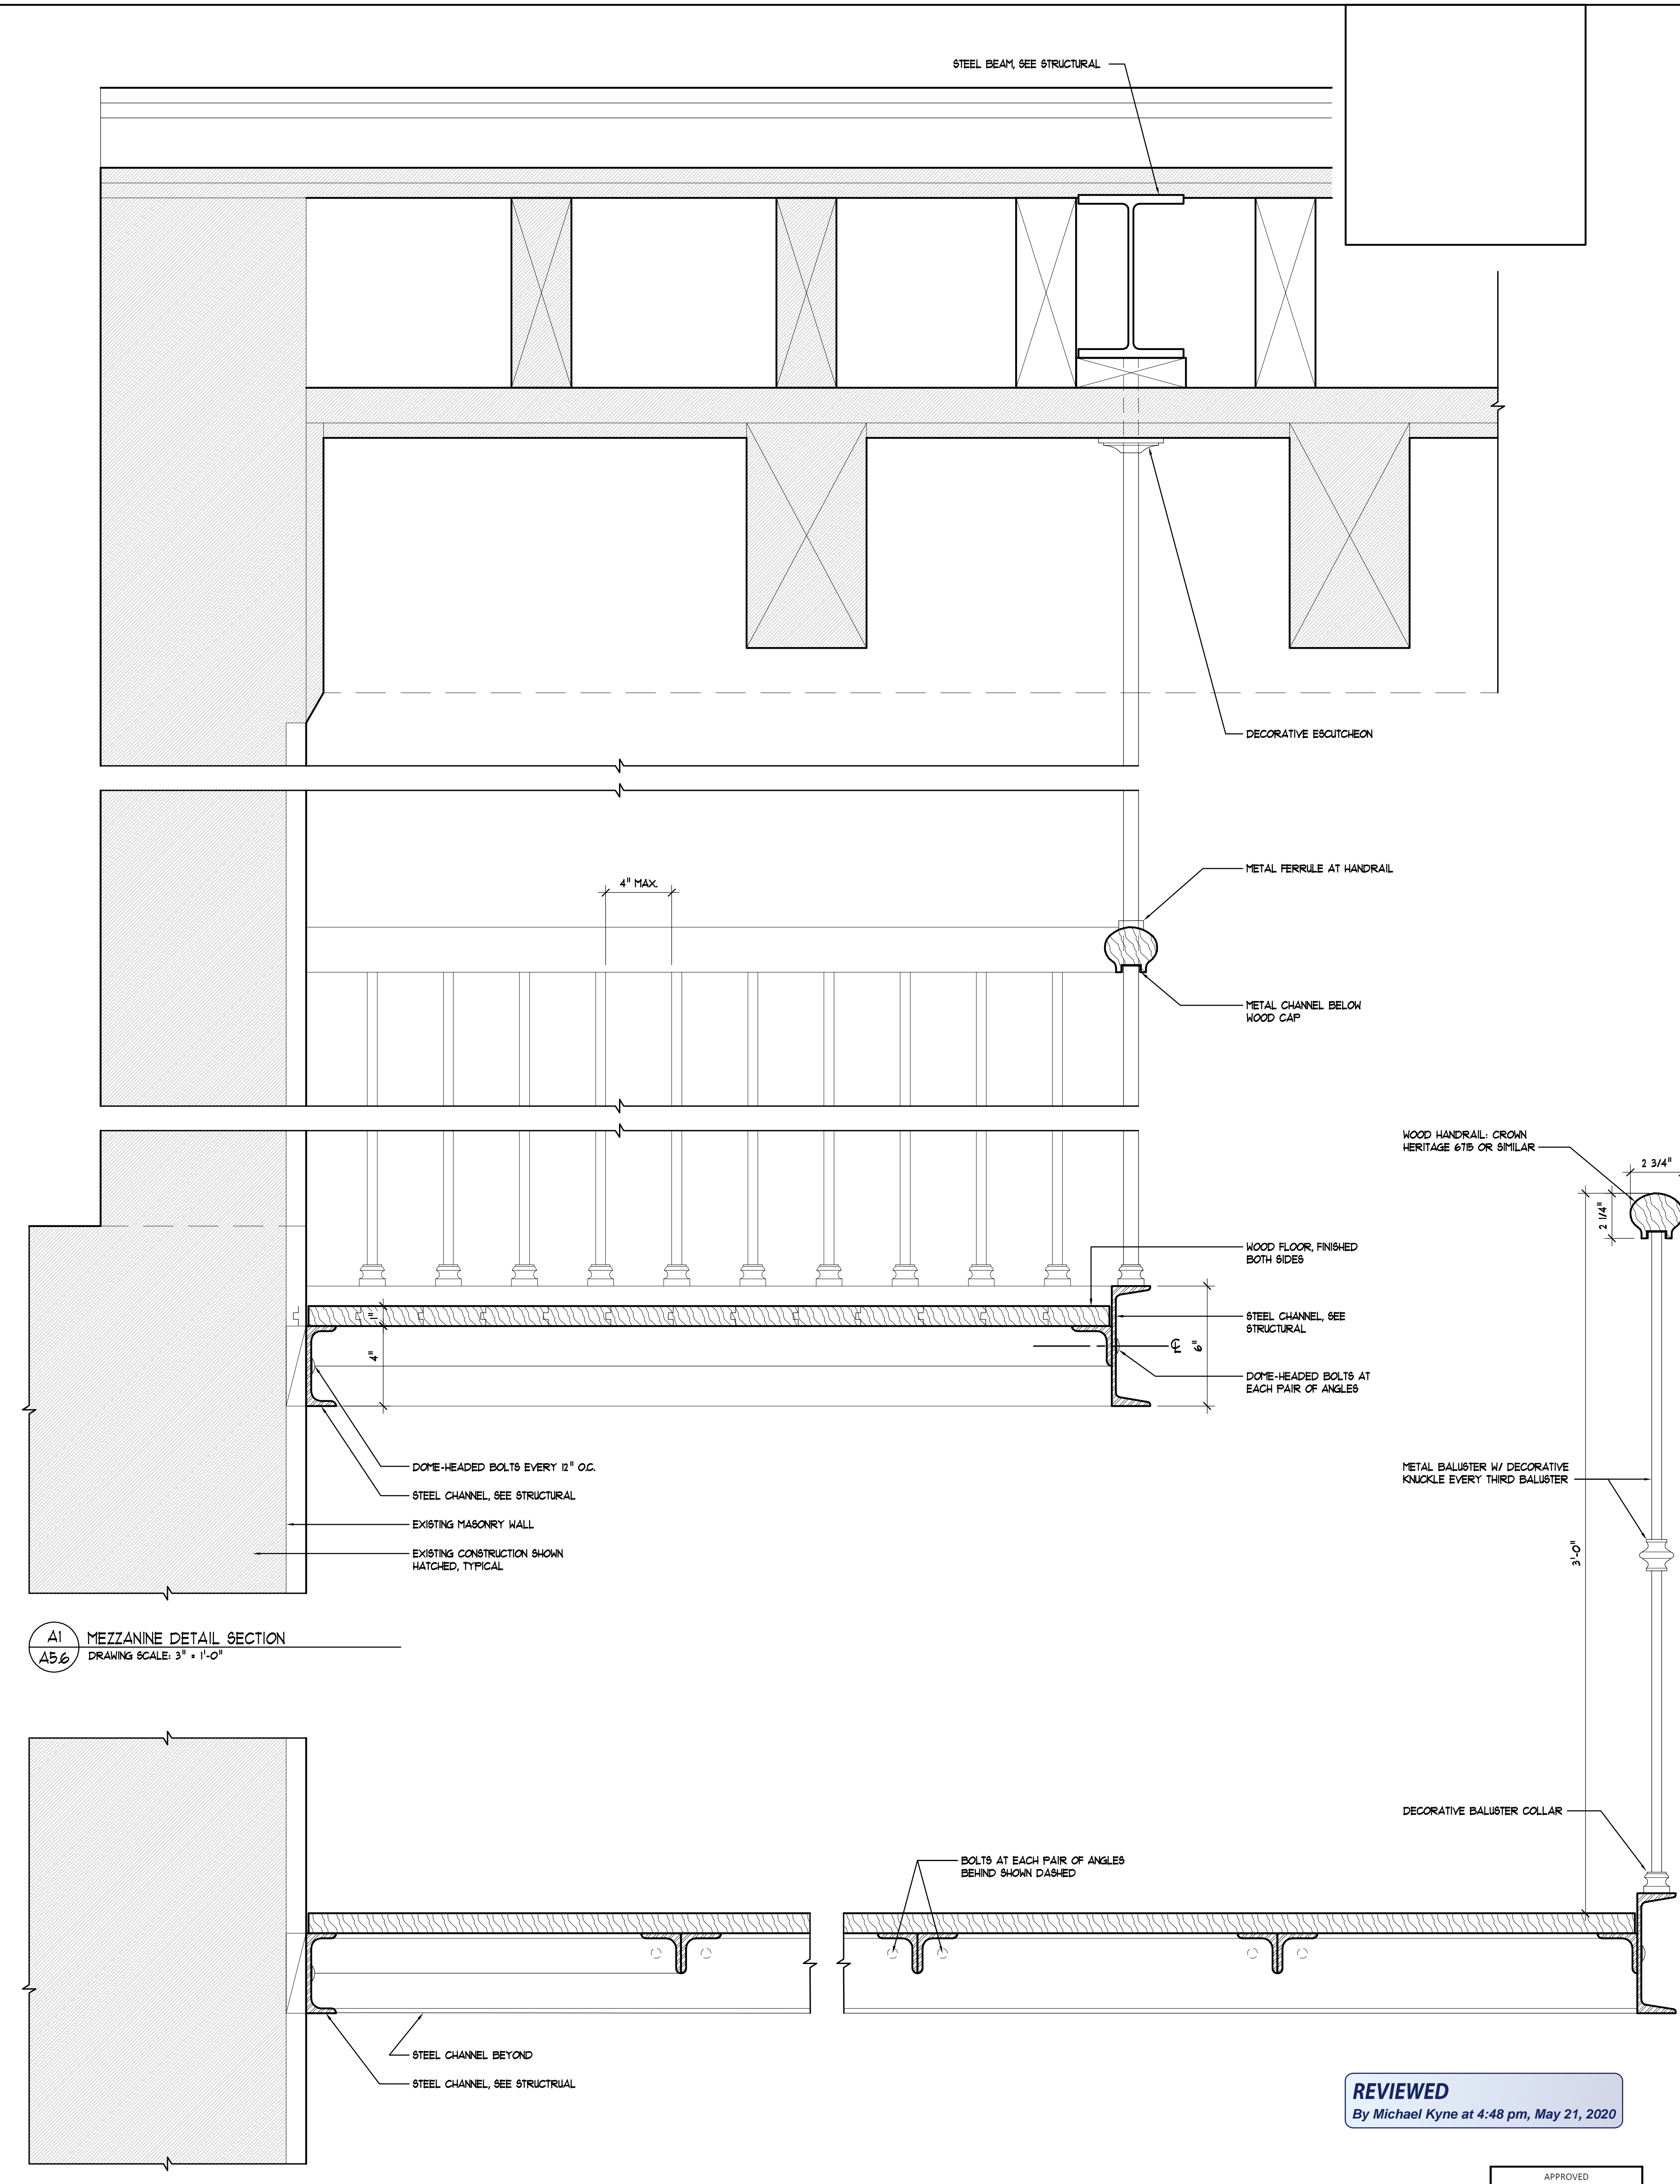 STEEL BEAM, SEE STRUCTURAL
DECORATIVE ESCUTCHEON
4" MAX.
METAL FERRULE AT HANDRAIL
METAL CHANNEL BELOW
WOOD CAP
WOOD HANDRAIL: CROWN
HERITAGE 6715 OR SIMILAR
2 3/4"
2 1/4"
WOOD FLOOR, FINISHED
BOTH SIDES
1"
STEEL CHANNEL, SEE
STRUCTURAL
4"
6"
DOME-HEADED BOLTS AT
EACH PAIR OF ANGLES
DOME-HEADED BOLTS EVERY 12" O.C.
STEEL CHANNEL, SEE STRUCTURAL
EXISTING MASONRY WALL
EXISTING CONSTRUCTION SHOWN
HATCHED, TYPICAL
METAL BALUSTER W/ DECORATIVE
KNUCKLE EVERY THIRD BALUSTER
3'-0"
A1
A5.6
MEZZANINE DETAIL SECTION
DRAWING SCALE: 3" = 1'-0"
DECORATIVE BALUSTER COLLAR
BOLTS AT EACH PAIR OF ANGLES
BEHIND SHOWN DASHED
STEEL CHANNEL BEYOND
STEEL CHANNEL, SEE STRUCTRUAL
REVIEWED
By Michael Kyne at 4:48 pm, May 21, 2020
APPROVED